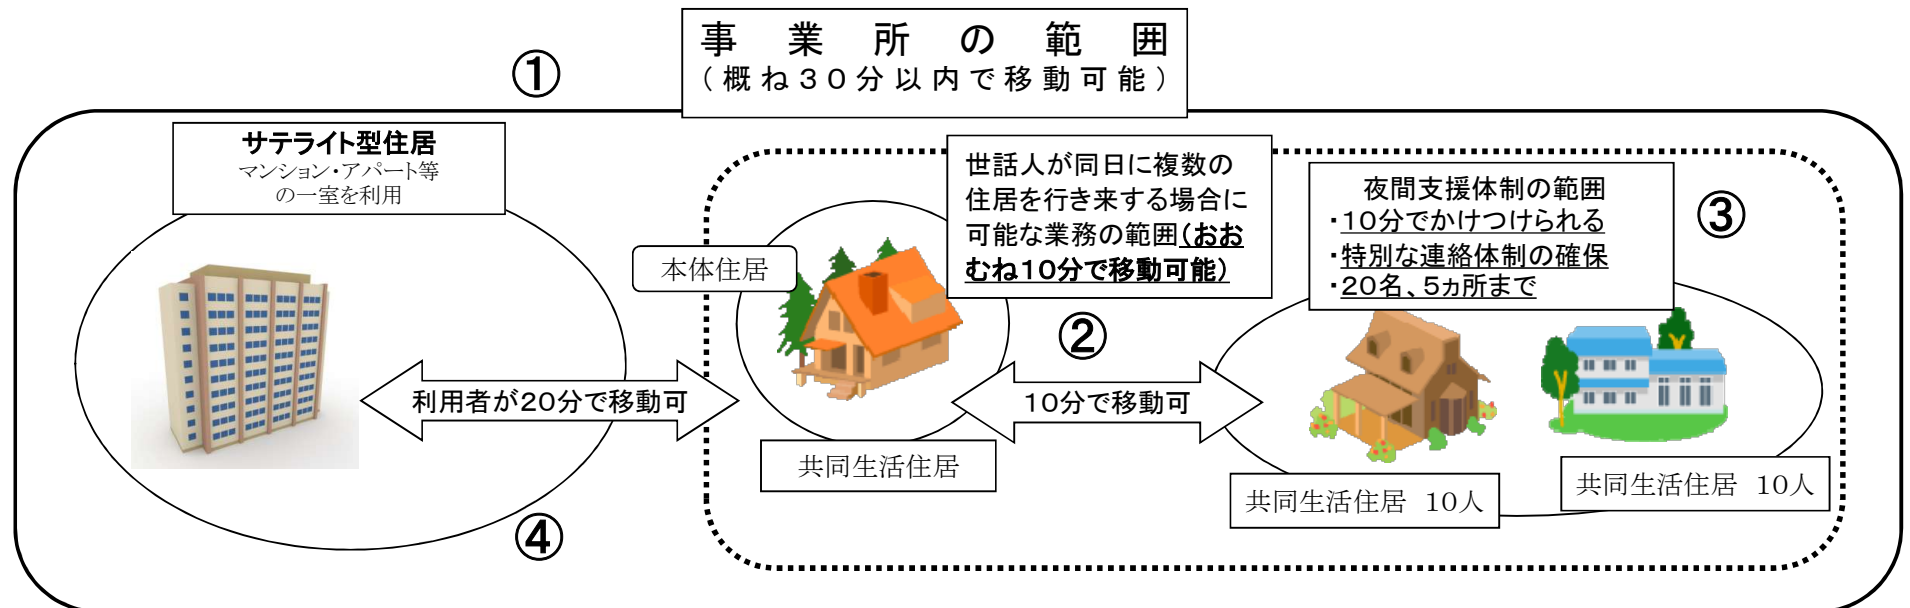 事業所の範囲
(概ね30分以内で移動可能)
①
サテライト型住居
マンション・アパート等
の一室を利用
世話人が同日に複数の
住居を行き来する場合に
可能な業務の範囲(おお
むね10分で移動可能)
夜間支援体制の範囲
・10分でかけつけられる
・特別な連絡体制の確保
・20名、5ヵ所まで
③
本体住居
②
利用者が20分で移動可
10分で移動可
共同生活住居
共同生活住居 10人
共同生活住居 10人
④